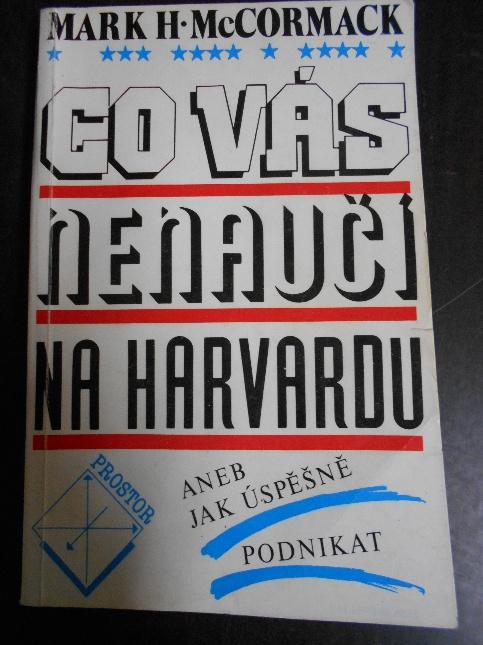 MARK H·McCORMACK
CO VÁS
NENAUČÍ
NA HARVARDU
PROSTOR
ANEB
JAK ÚSPĚŠNĚ
PODNIKAT